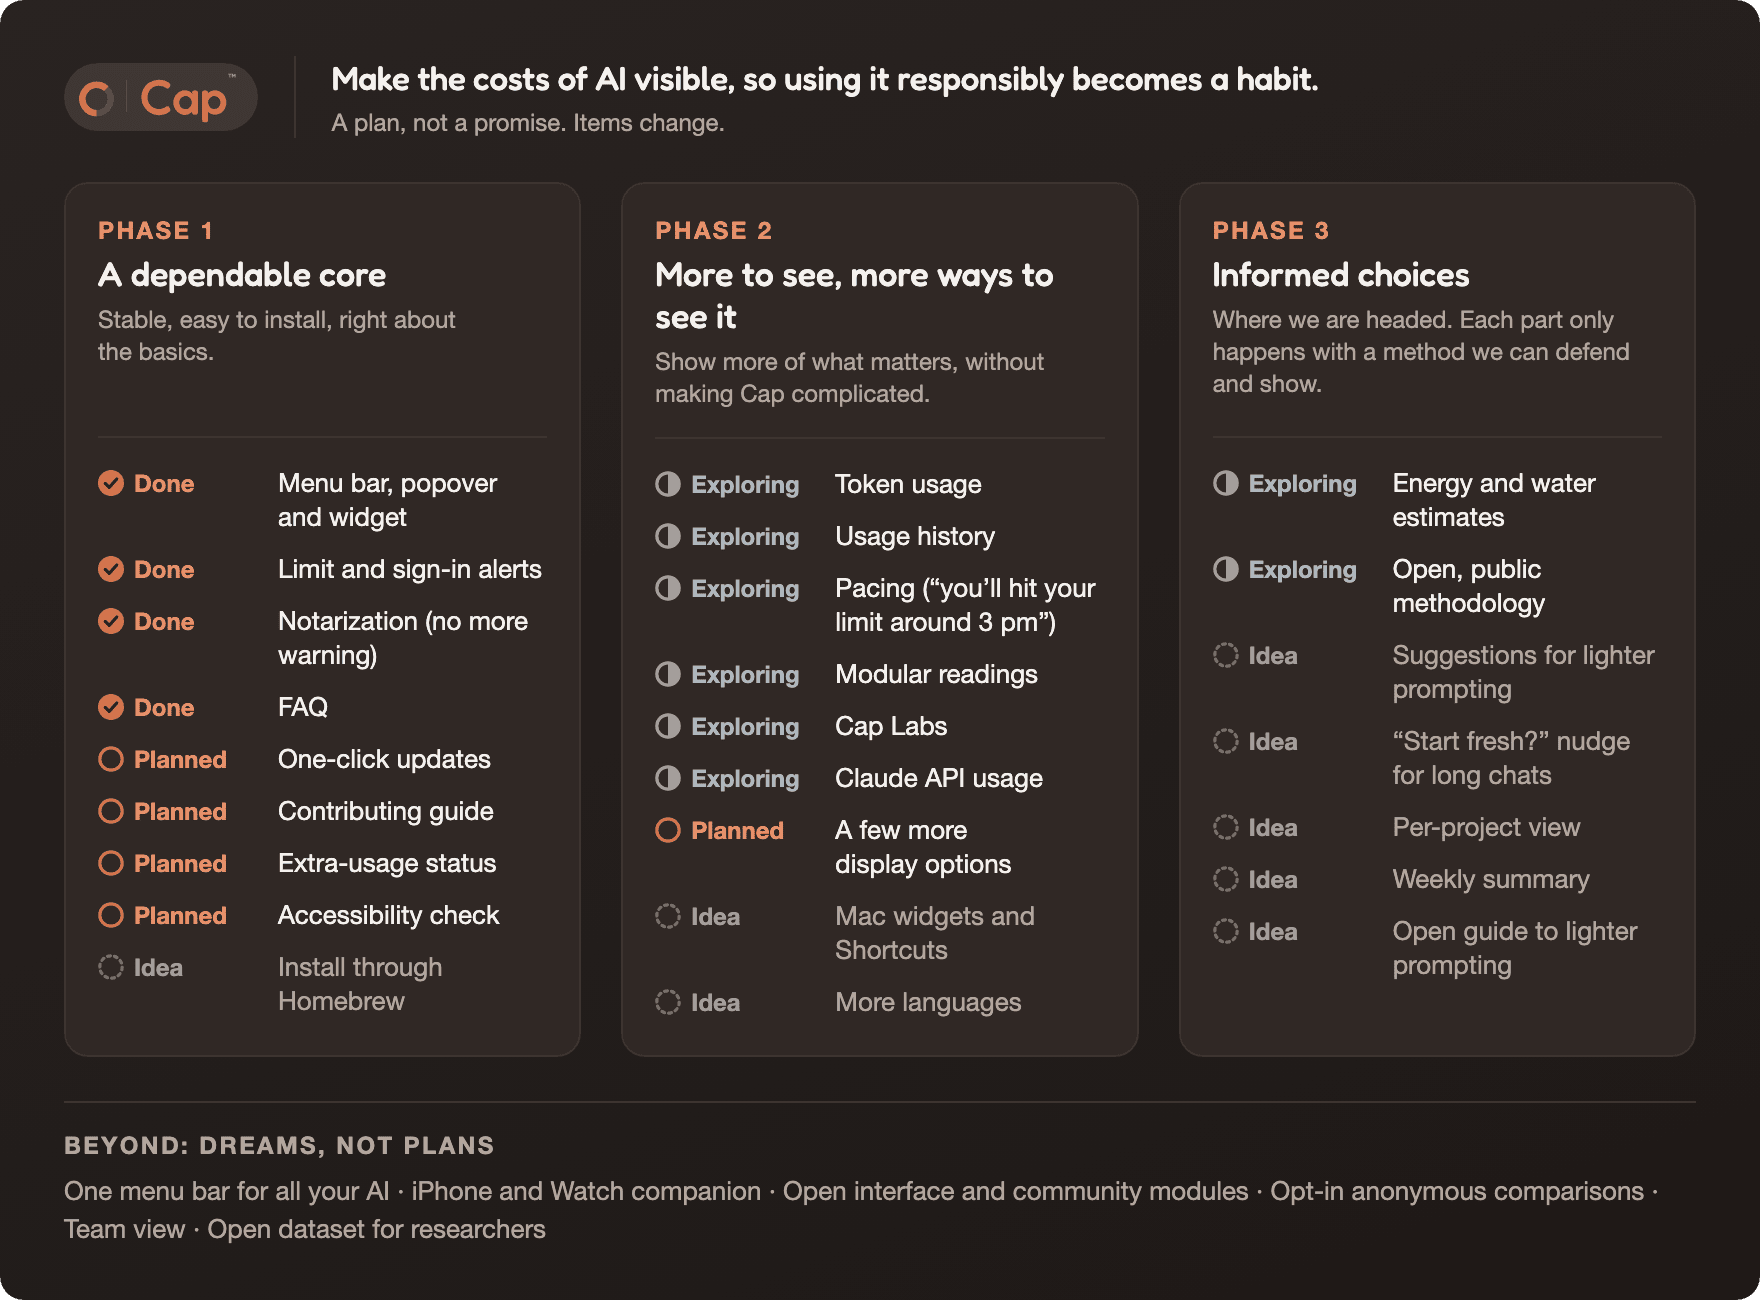 Cap™
Make the costs of AI visible, so using it responsibly becomes a habit.
A plan, not a promise. Items change.
PHASE 1
A dependable core
Stable, easy to install, right about
the basics.
Done Menu bar, popover
and widget
Done Limit and sign-in alerts
Done Notarization (no more
warning)
Done FAQ
Planned One-click updates
Planned Contributing guide
Planned Extra-usage status
Planned Accessibility check
Idea Install through
Homebrew
PHASE 2
More to see, more ways to
see it
Show more of what matters, without
making Cap complicated.
Exploring Token usage
Exploring Usage history
Exploring Pacing (“you’ll hit your
limit around 3 pm”)
Exploring Modular readings
Exploring Cap Labs
Exploring Claude API usage
Planned A few more
display options
Idea Mac widgets and
Shortcuts
Idea More languages
PHASE 3
Informed choices
Where we are headed. Each part only
happens with a method we can defend
and show.
Exploring Energy and water
estimates
Exploring Open, public
methodology
Idea Suggestions for lighter
prompting
Idea “Start fresh?” nudge
for long chats
Idea Per-project view
Idea Weekly summary
Idea Open guide to lighter
prompting
BEYOND: DREAMS, NOT PLANS
One menu bar for all your AI · iPhone and Watch companion · Open interface and community modules · Opt-in anonymous comparisons ·
Team view · Open dataset for researchers